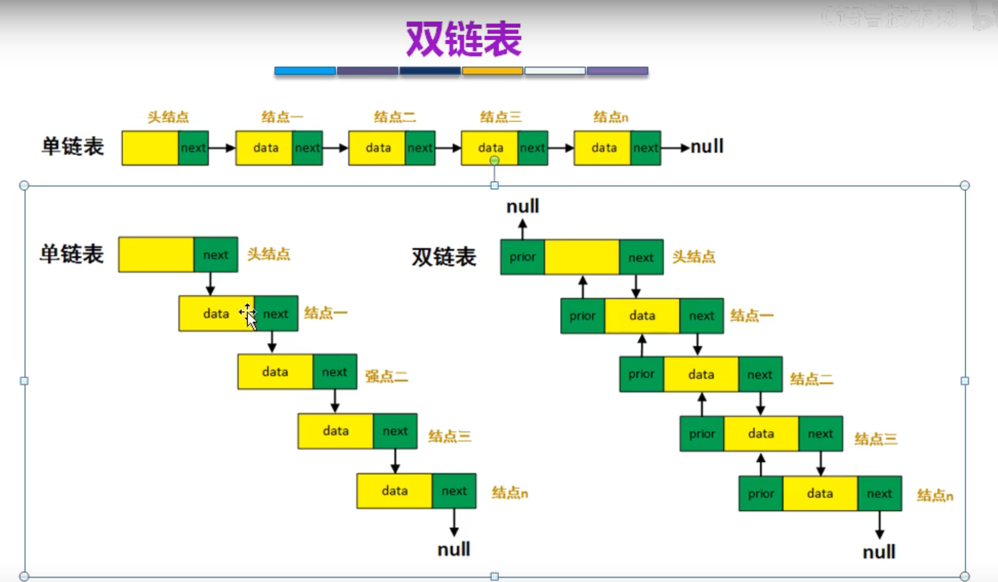 双链表
头结点 结点一 结点二 结点三 结点n
单链表 next data next data next data next data next null
null
单链表 next 头结点 双链表 prior next 头结点
data next 结点一 prior data next 结点一
data next 强点二 prior data next 结点二
data next 结点三 prior data next 结点三
data next 结点n prior data next 结点n
null null